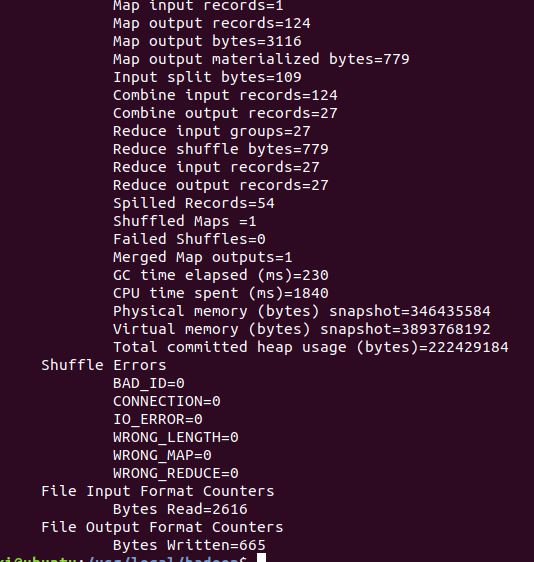 Map input records=1
Map output records=124
Map output bytes=3116
Map output materialized bytes=779
Input split bytes=109
Combine input records=124
Combine output records=27
Reduce input groups=27
Reduce shuffle bytes=779
Reduce input records=27
Reduce output records=27
Spilled Records=54
Shuffled Maps =1
Failed Shuffles=0
Merged Map outputs=1
GC time elapsed (ms)=230
CPU time spent (ms)=1840
Physical memory (bytes) snapshot=346435584
Virtual memory (bytes) snapshot=3893768192
Total committed heap usage (bytes)=222429184
Shuffle Errors
BAD_ID=0
CONNECTION=0
IO_ERROR=0
WRONG_LENGTH=0
WRONG_MAP=0
WRONG_REDUCE=0
File Input Format Counters
Bytes Read=2616
File Output Format Counters
Bytes Written=665